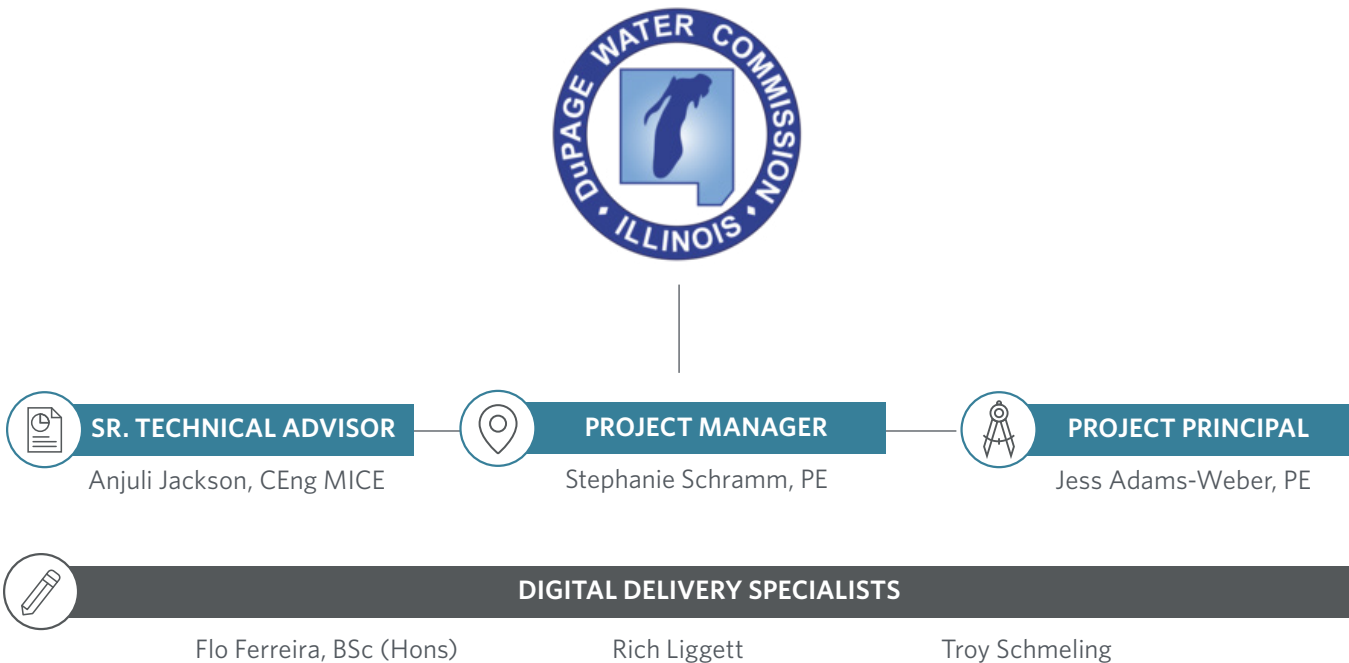 DuPAGE WATER COMMISSION
ILLINOIS
SR. TECHNICAL ADVISOR
Anjuli Jackson, CEng MICE
PROJECT MANAGER
Stephanie Schramm, PE
PROJECT PRINCIPAL
Jess Adams-Weber, PE
DIGITAL DELIVERY SPECIALISTS
Flo Ferreira, BSc (Hons)
Rich Liggett
Troy Schmeling